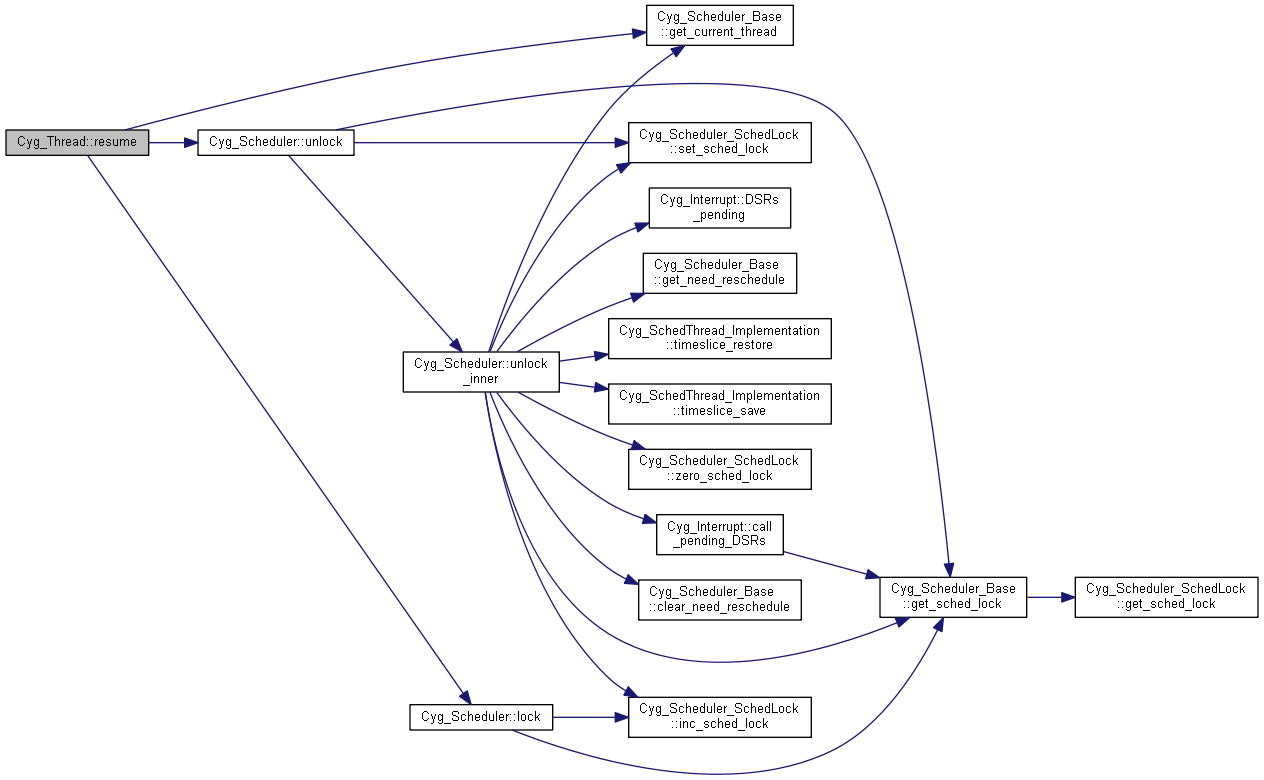 Cyg_Scheduler_Base
::get_current_thread
Cyg_Thread::resume
Cyg_Scheduler::unlock
Cyg_Scheduler_SchedLock
::set_sched_lock
Cyg_Interrupt::DSRs
_pending
Cyg_Scheduler_Base
::get_need_reschedule
Cyg_SchedThread_Implementation
::timeslice_restore
Cyg_Scheduler::unlock
_inner
Cyg_SchedThread_Implementation
::timeslice_save
Cyg_Scheduler_SchedLock
::zero_sched_lock
Cyg_Interrupt::call
_pending_DSRs
Cyg_Scheduler_Base
::clear_need_reschedule
Cyg_Scheduler_Base
::get_sched_lock
Cyg_Scheduler_SchedLock
::get_sched_lock
Cyg_Scheduler::lock
Cyg_Scheduler_SchedLock
::inc_sched_lock